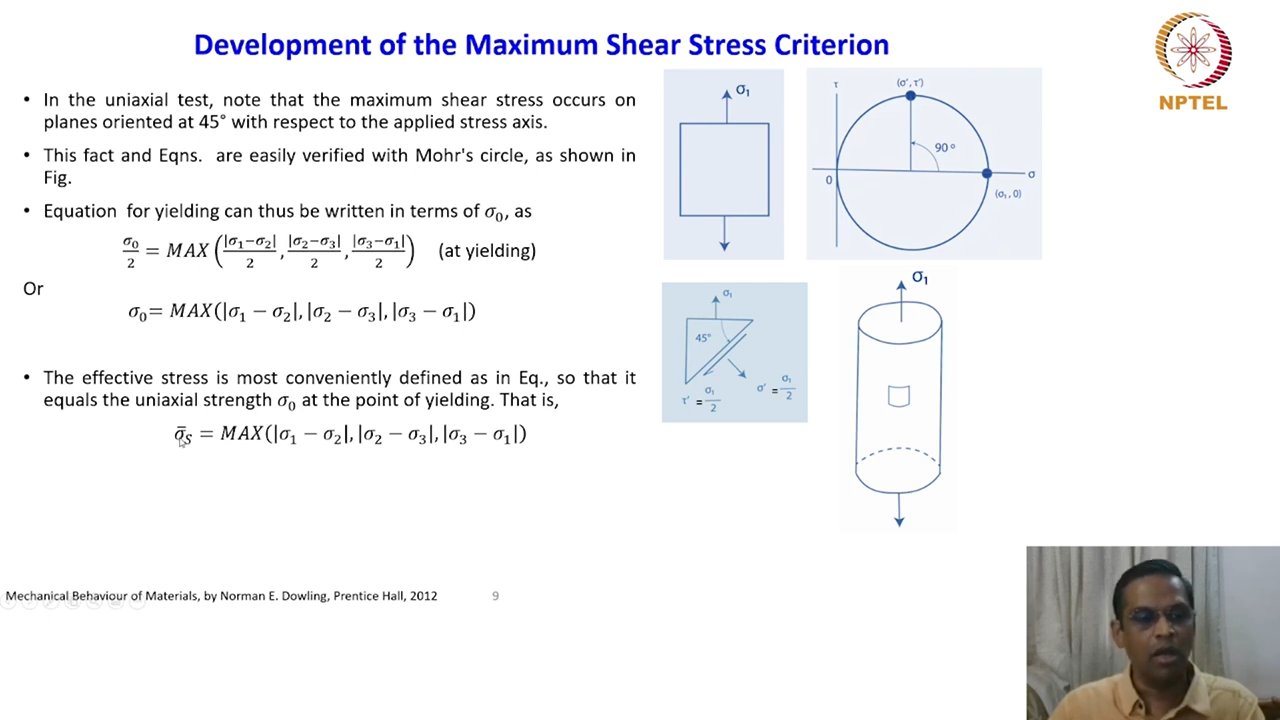 Development of the Maximum Shear Stress Criterion
NPTEL
• In the uniaxial test, note that the maximum shear stress occurs on
planes oriented at 45° with respect to the applied stress axis.
• This fact and Eqns. are easily verified with Mohr's circle, as shown in
Fig.
• Equation for yielding can thus be written in terms of σ₀, as
σ₀/2 = MAX(|σ₁−σ₂|/2, |σ₂−σ₃|/2, |σ₃−σ₁|/2) (at yielding)
Or
σ₀= MAX(|σ₁ − σ₂|, |σ₂ − σ₃|, |σ₃ − σ₁|)
• The effective stress is most conveniently defined as in Eq., so that it
equals the uniaxial strength σ₀ at the point of yielding. That is,
σ̄_S = MAX(|σ₁ − σ₂|, |σ₂ − σ₃|, |σ₃ − σ₁|)
σ₁
τ
(σ', τ')
90°
0
σ
(σ₁, 0)
σ₁
45°
τ' = σ₁/2
σ' = σ₁/2
σ₁
Mechanical Behaviour of Materials, by Norman E. Dowling, Prentice Hall, 2012
9